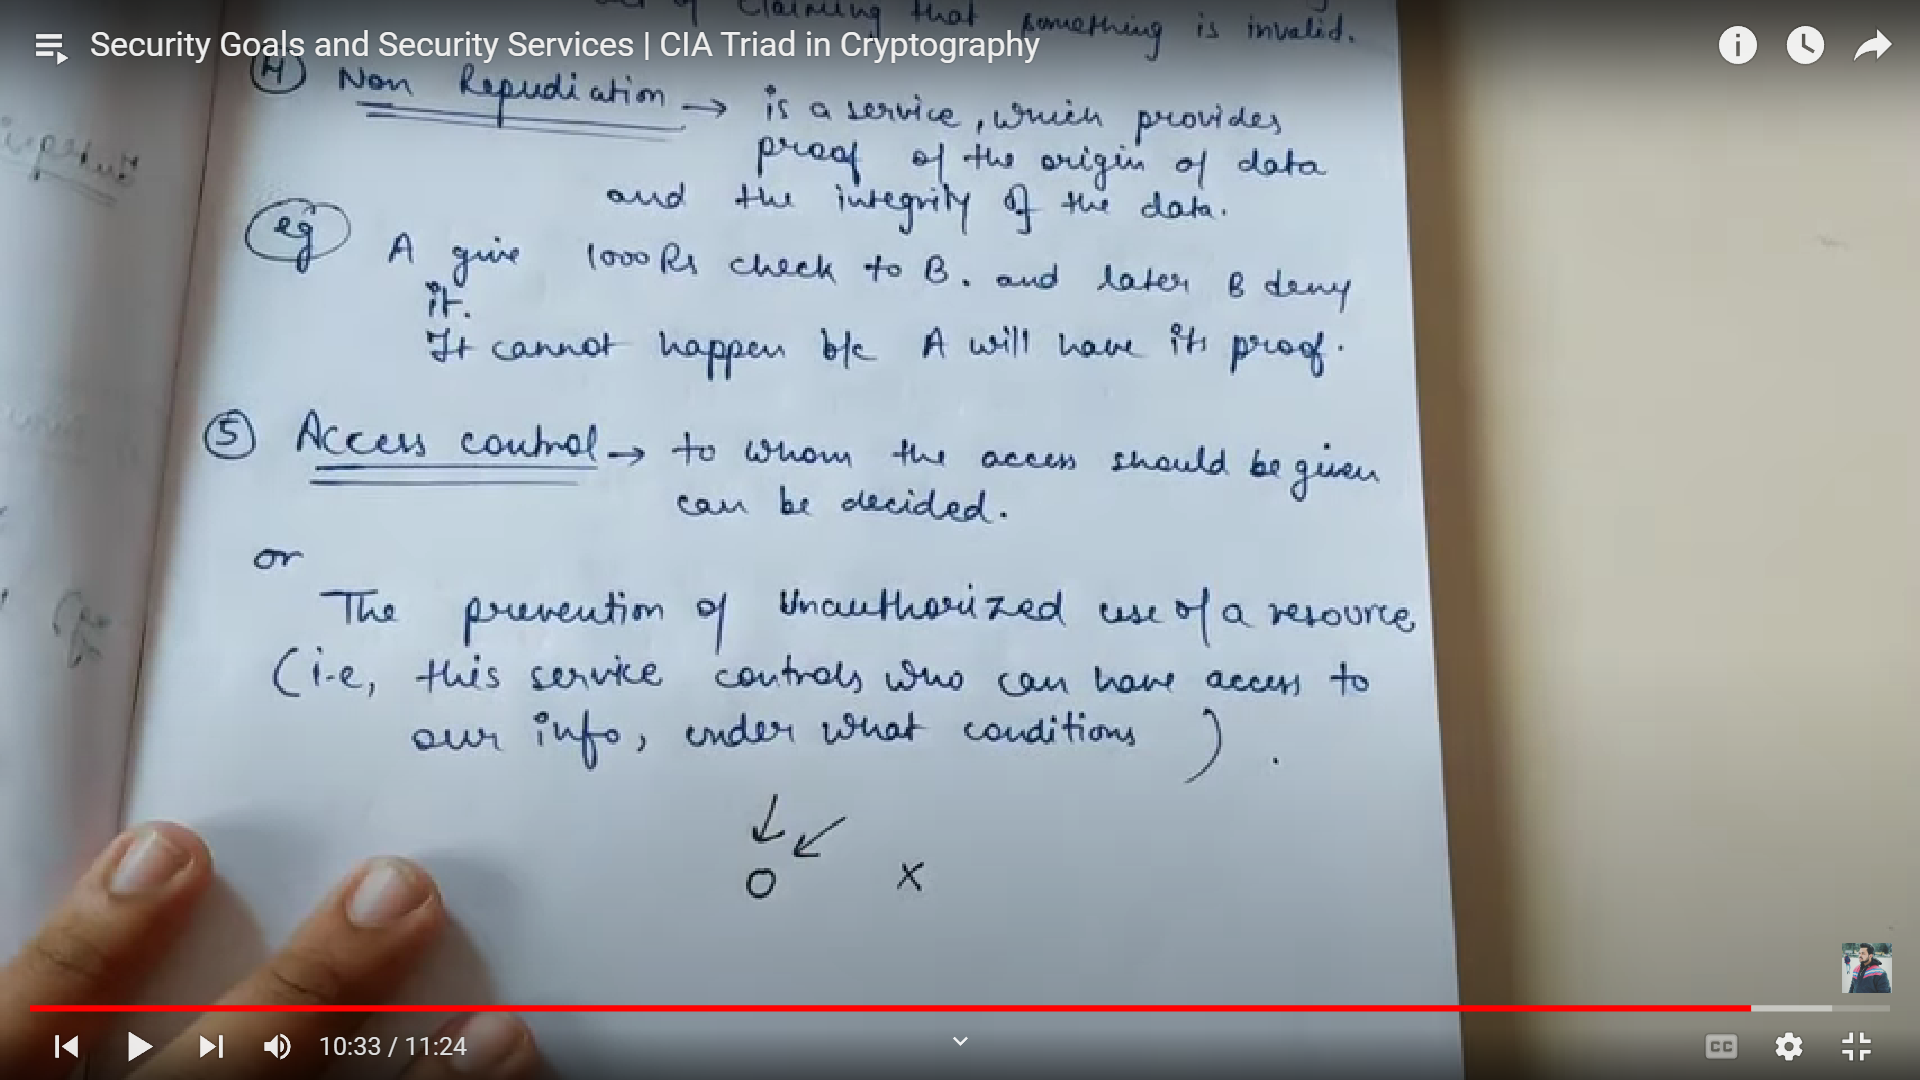 of claiming that something is invalid.
Security Goals and Security Services | CIA Triad in Cryptography
④ Non Repudiation → is a service, which provides
proof of the origin of data
and the integrity of the data.
eg A give 1000 Rs check to B. and later B deny
it.
It cannot happen b/c A will have its proof.
⑤ Access control → to whom the access should be given
can be decided.
or
The prevention of Unauthorized use of a resource
(i.e, this service controls who can have access to
our info, under what conditions ) .
O X
10:33 / 11:24
CC